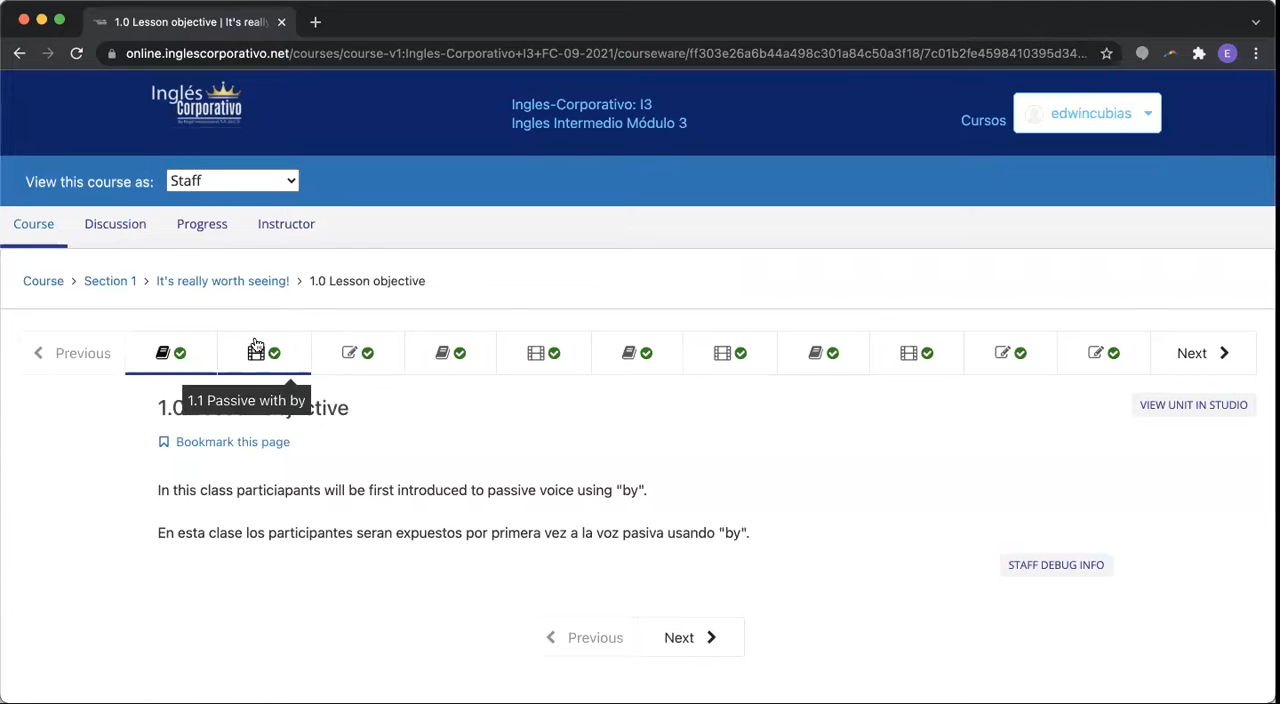 1.0 Lesson objective | It's really
online.inglescorporativo.net/courses/course-v1:Ingles-Corporativo+I3+FC-09-2021/courseware/ff303e26a6b44a498c301a84c50a3f18/7c01b2fe4598410395d34...
E
Inglés
Corporativo
Ingles-Corporativo: I3
Ingles Intermedio Módulo 3
Cursos
edwincubias
View this course as:
Staff
Course
Discussion
Progress
Instructor
Course > Section 1 > It's really worth seeing! > 1.0 Lesson objective
Previous
Next
1.1 Passive with by
1.0
ctive
VIEW UNIT IN STUDIO
Bookmark this page
In this class particiapants will be first introduced to passive voice using "by".
En esta clase los participantes seran expuestos por primera vez a la voz pasiva usando "by".
STAFF DEBUG INFO
Previous
Next